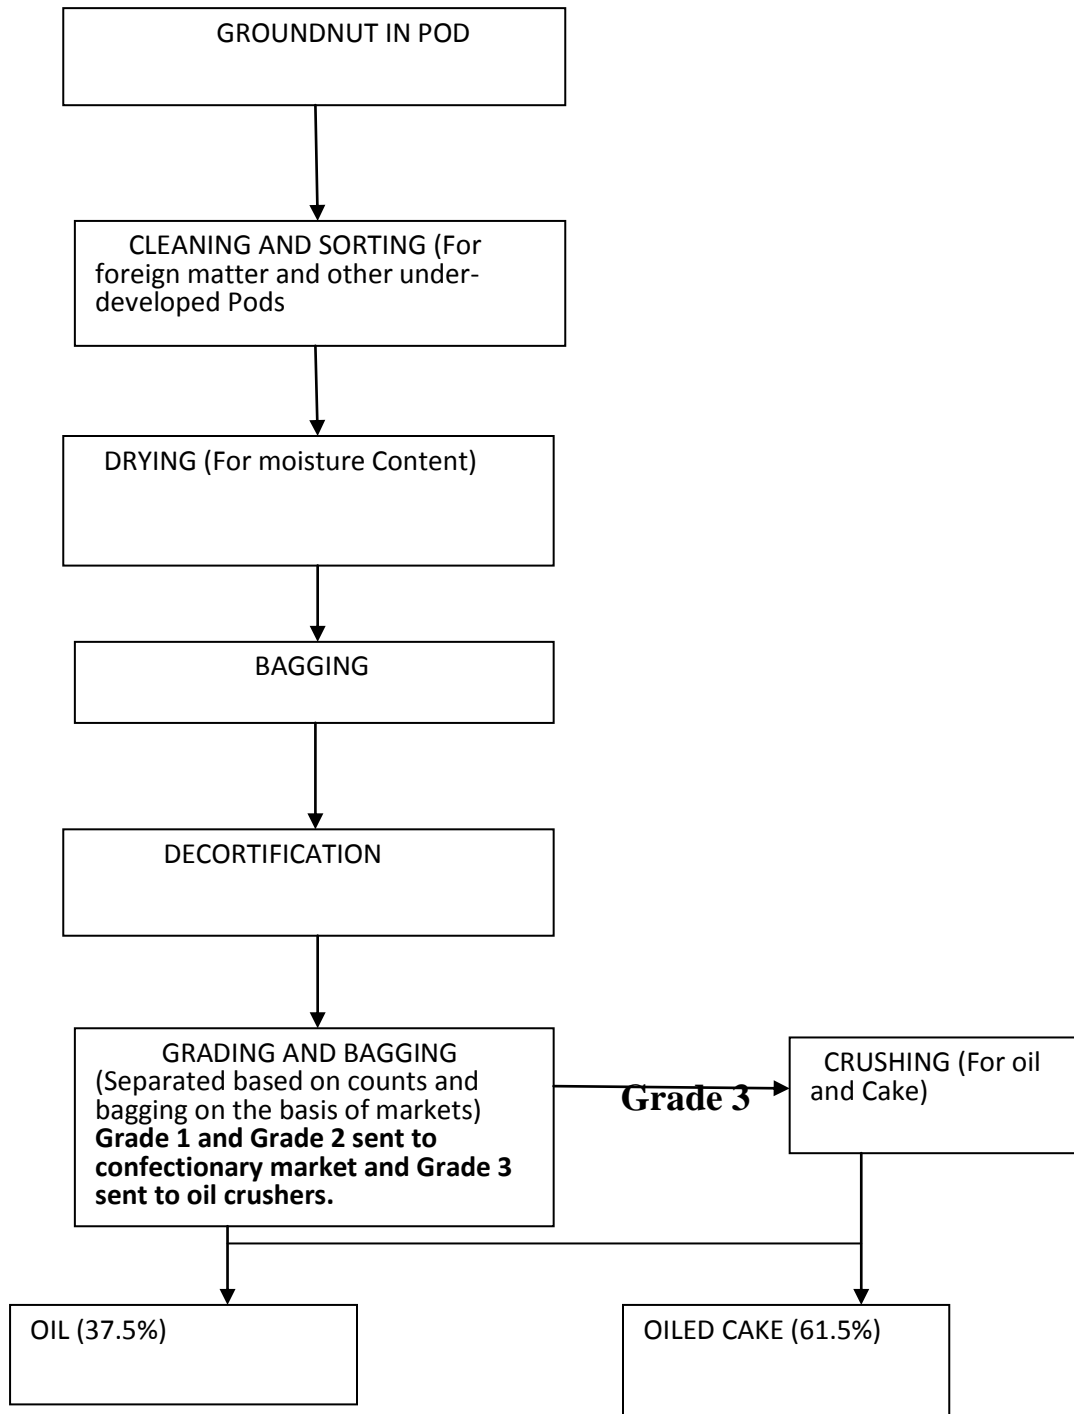 GROUNDNUT IN POD
CLEANING AND SORTING (For
foreign matter and other under-
developed Pods
DRYING (For moisture Content)
BAGGING
DECORTIFICATION
GRADING AND BAGGING
(Separated based on counts and
bagging on the basis of markets)
Grade 1 and Grade 2 sent to
confectionary market and Grade 3
sent to oil crushers.
Grade 3
CRUSHING (For oil
and Cake)
OIL (37.5%)
OILED CAKE (61.5%)